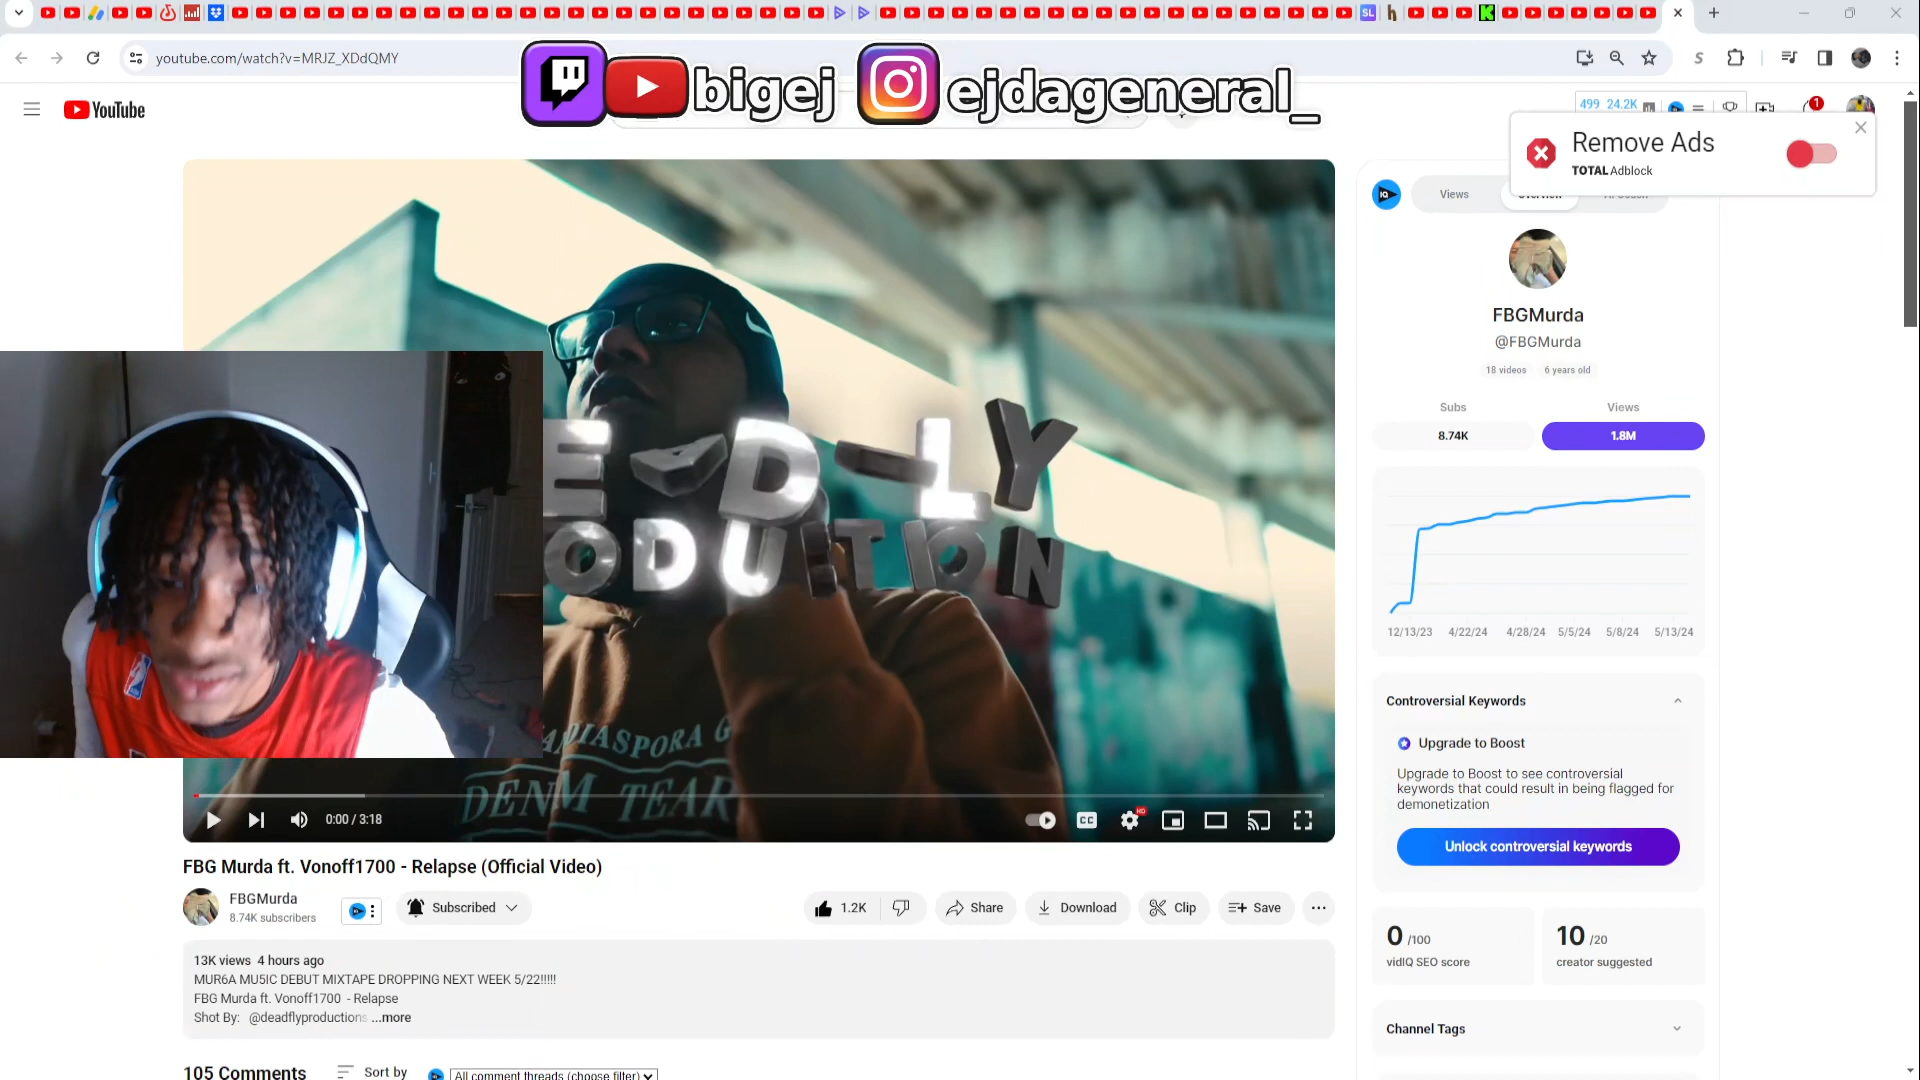 youtube.com/watch?v=MRJZ_XDdQMY
bigej
ejdageneral_
YouTube
499 24.2K
1
Remove Ads
TOTAL Adblock
Views
FBGMurda
@FBGMurda
18 videos 6 years old
Subs Views
8.74K 1.8M
12/13/23 4/22/24 4/28/24 5/5/24 5/8/24 5/13/24
DIASPORA G
DENM TEAR
0:00 / 3:18
CC
HD
Controversial Keywords
Upgrade to Boost
Upgrade to Boost to see controversial
keywords that could result in being flagged for
demonetization
Unlock controversial keywords
FBG Murda ft. Vonoff1700 - Relapse (Official Video)
FBGMurda
8.74K subscribers
Subscribed
1.2K
Share
Download
Clip
Save
13K views 4 hours ago
MUR6A MU5IC DEBUT MIXTAPE DROPPING NEXT WEEK 5/22!!!!!
FBG Murda ft. Vonoff1700 - Relapse
Shot By: @deadflyproductions ...more
0 /100
vidIQ SEO score
10 /20
creator suggested
Channel Tags
105 Comments
Sort by
All comment threads (choose filter)